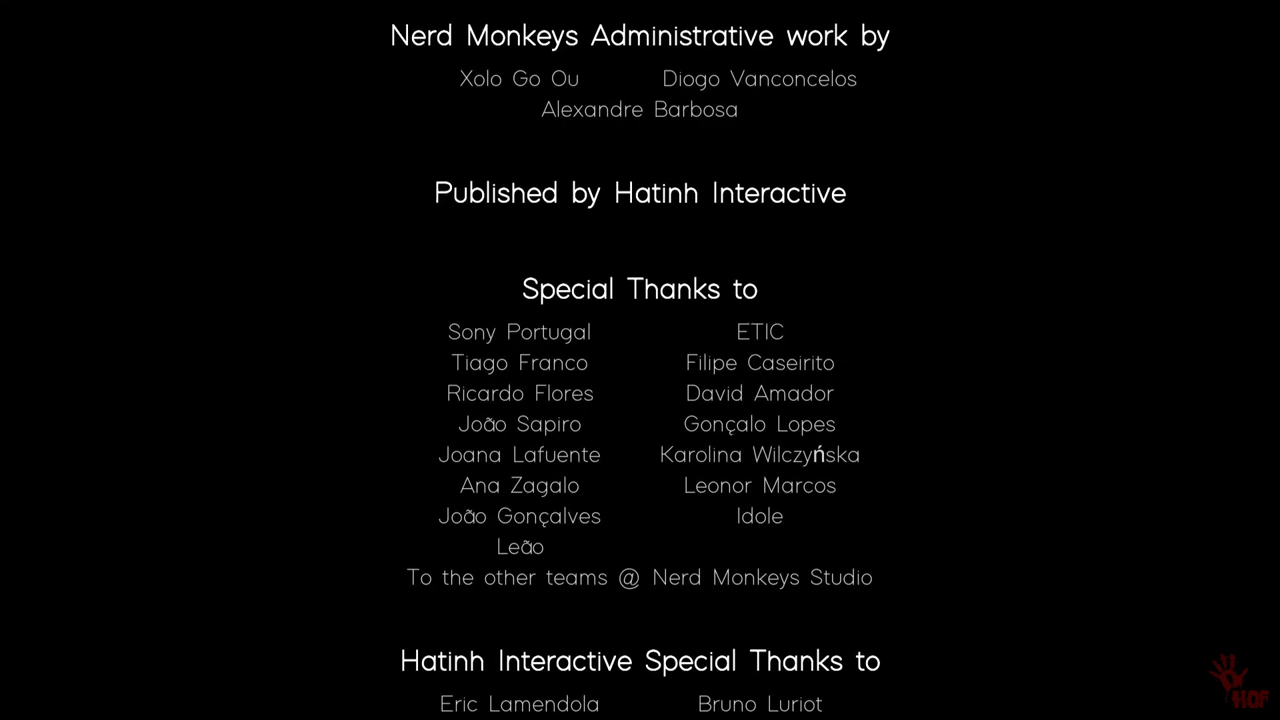 Nerd Monkeys Administrative work by
Xolo Go Ou Diogo Vanconcelos
Alexandre Barbosa
Published by Hatinh Interactive
Special Thanks to
Sony Portugal ETIC
Tiago Franco Filipe Caseirito
Ricardo Flores David Amador
João Sapiro Gonçalo Lopes
Joana Lafuente Karolina Wilczyńska
Ana Zagalo Leonor Marcos
João Gonçalves Idole
Leão
To the other teams @ Nerd Monkeys Studio
Hatinh Interactive Special Thanks to
Eric Lamendola Bruno Luriot
HOF